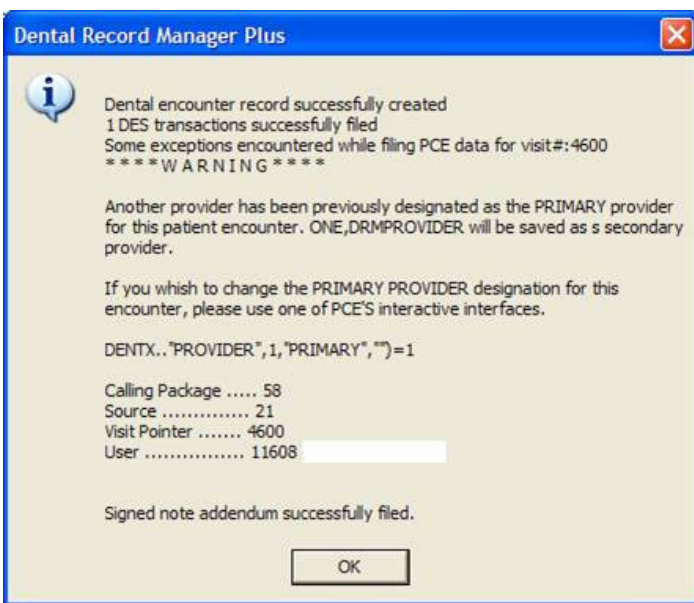 Dental Record Manager Plus
Dental encounter record successfully created
1 DES transactions successfully filed
Some exceptions encountered while filing PCE data for visit#:4600
* * * * W A R N I N G * * * *
Another provider has been previously designated as the PRIMARY provider
for this patient encounter. ONE,DRMPROVIDER will be saved as s secondary
provider.
If you whish to change the PRIMARY PROVIDER designation for this
encounter, please use one of PCE'S interactive interfaces.
DENTX.."PROVIDER",1,"PRIMARY","")=1
Calling Package ..... 58
Source .............. 21
Visit Pointer ....... 4600
User ................ 11608
Signed note addendum successfully filed.
OK